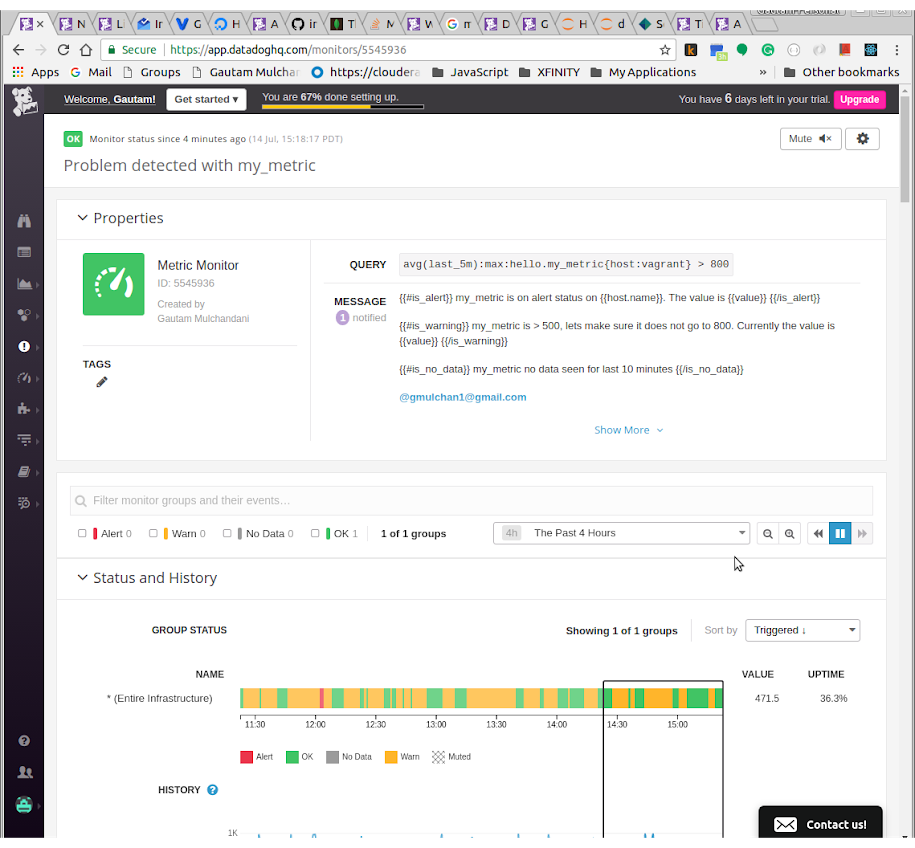 Gautam-Personal
N
L
Ir
G
H
A
ir
T
N
W
m
D
G
H
d
S
T
A
Secure | https://app.datadoghq.com/monitors/5545936
Apps G Mail Groups Gautam Mulchan https://cloudera JavaScript XFINITY My Applications » Other bookmarks
Welcome, Gautam! Get started ▾ You are 67% done setting up. You have 6 days left in your trial. Upgrade
OK Monitor status since 4 minutes ago (14 Jul, 15:18:17 PDT) Mute
Problem detected with my_metric
Properties
Metric Monitor
ID: 5545936
Created by
Gautam Mulchandani
TAGS
QUERY avg(last_5m):max:hello.my_metric{host:vagrant} > 800
MESSAGE
1 notified
{{#is_alert}} my_metric is on alert status on {{host.name}}. The value is {{value}} {{/is_alert}}
{{#is_warning}} my_metric is > 500, lets make sure it does not go to 800. Currently the value is
{{value}} {{/is_warning}}
{{#is_no_data}} my_metric no data seen for last 10 minutes {{/is_no_data}}
@gmulchan1@gmail.com
Show More
Filter monitor groups and their events…
Alert 0 Warn 0 No Data 0 OK 1 1 of 1 groups 4h The Past 4 Hours
Status and History
GROUP STATUS Showing 1 of 1 groups Sort by Triggered ↓
NAME VALUE UPTIME
* (Entire Infrastructure) 471.5 36.3%
11:30 12:00 12:30 13:00 13:30 14:00 14:30 15:00
Alert OK No Data Warn Muted
HISTORY ?
1K
Contact us!